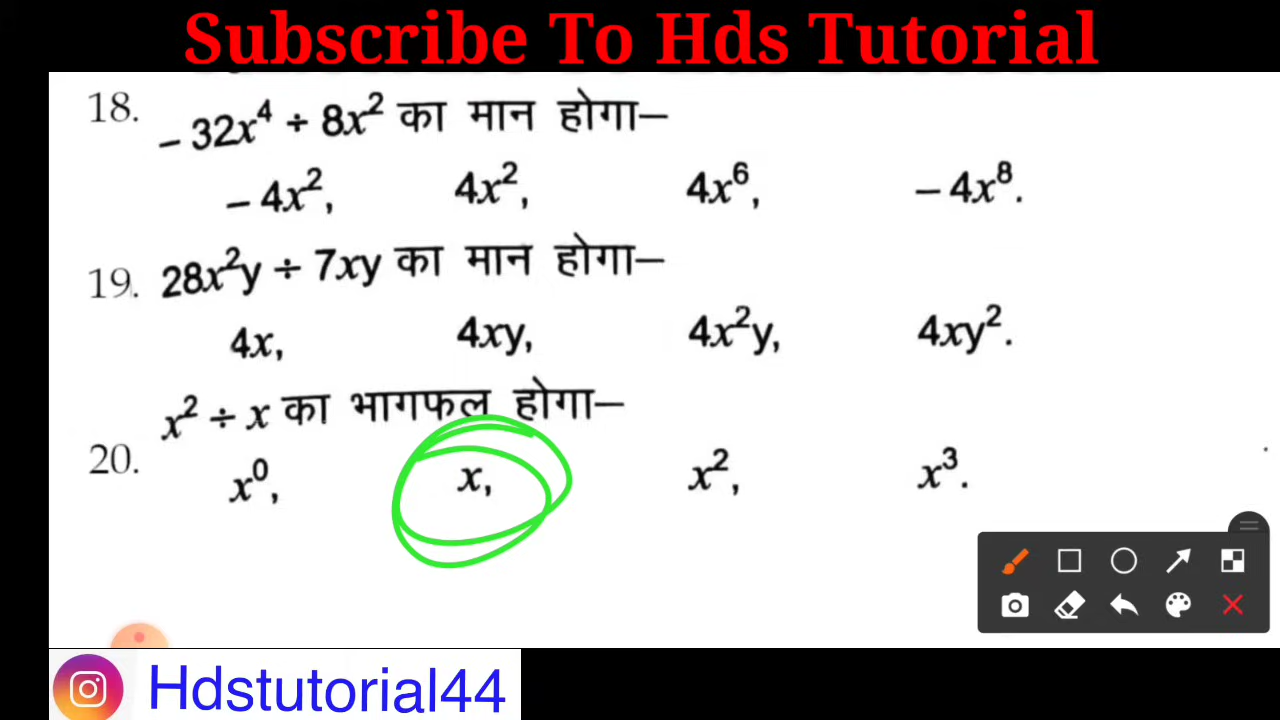 Subscribe To Hds Tutorial
18. – 32x⁴ ÷ 8x² का मान होगा–
– 4x², 4x², 4x⁶, – 4x⁸.
19. 28x²y ÷ 7xy का मान होगा–
4x, 4xy, 4x²y, 4xy².
x² ÷ x का भागफल होगा–
20.
x⁰, x, x², x³.
Hdstutorial44